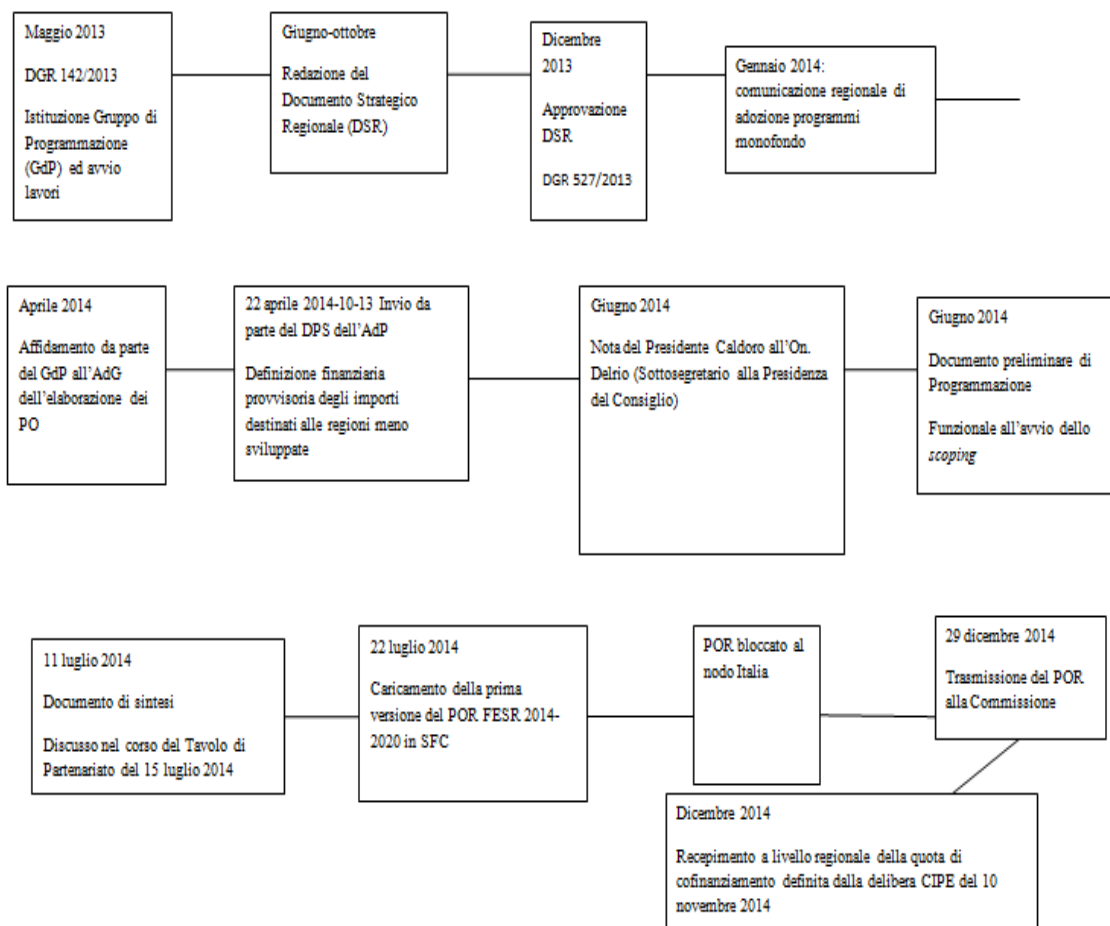 Maggio 2013
DGR 142/2013
Istituzione Gruppo di
Programmazione
(GdP) ed avvio
lavori
Giugno-ottobre
Redazione del
Documento Strategico
Regionale (DSR)
Dicembre
2013
Approvazione
DSR
DGR 527/2013
Gennaio 2014:
comunicazione regionale di
adozione programmi
monofondo
Aprile 2014
Affidamento da parte
del GdP all'AdG
dell'elaborazione dei
PO
22 aprile 2014-10-13 Invio da
parte del DPS dell'AdP
Definizione finanziaria
provvisoria degli importi
destinati alle regioni meno
sviluppate
Giugno 2014
Nota del Presidente Caldoro all'On.
Delrio (Sottosegretario alla Presidenza
del Consiglio)
Giugno 2014
Documento preliminare di
Programmazione
Funzionale all'avvio dello
scoping
11 luglio 2014
Documento di sintesi
Discusso nel corso del Tavolo di
Partenariato del 15 luglio 2014
22 luglio 2014
Caricamento della prima
versione del POR FESR 2014-
2020 in SFC
POR bloccato al
nodo Italia
29 dicembre 2014
Trasmissione del POR
alla Commissione
Dicembre 2014
Recepimento a livello regionale della quota di
cofinanziamento definita dalla delibera CIPE del 10
novembre 2014